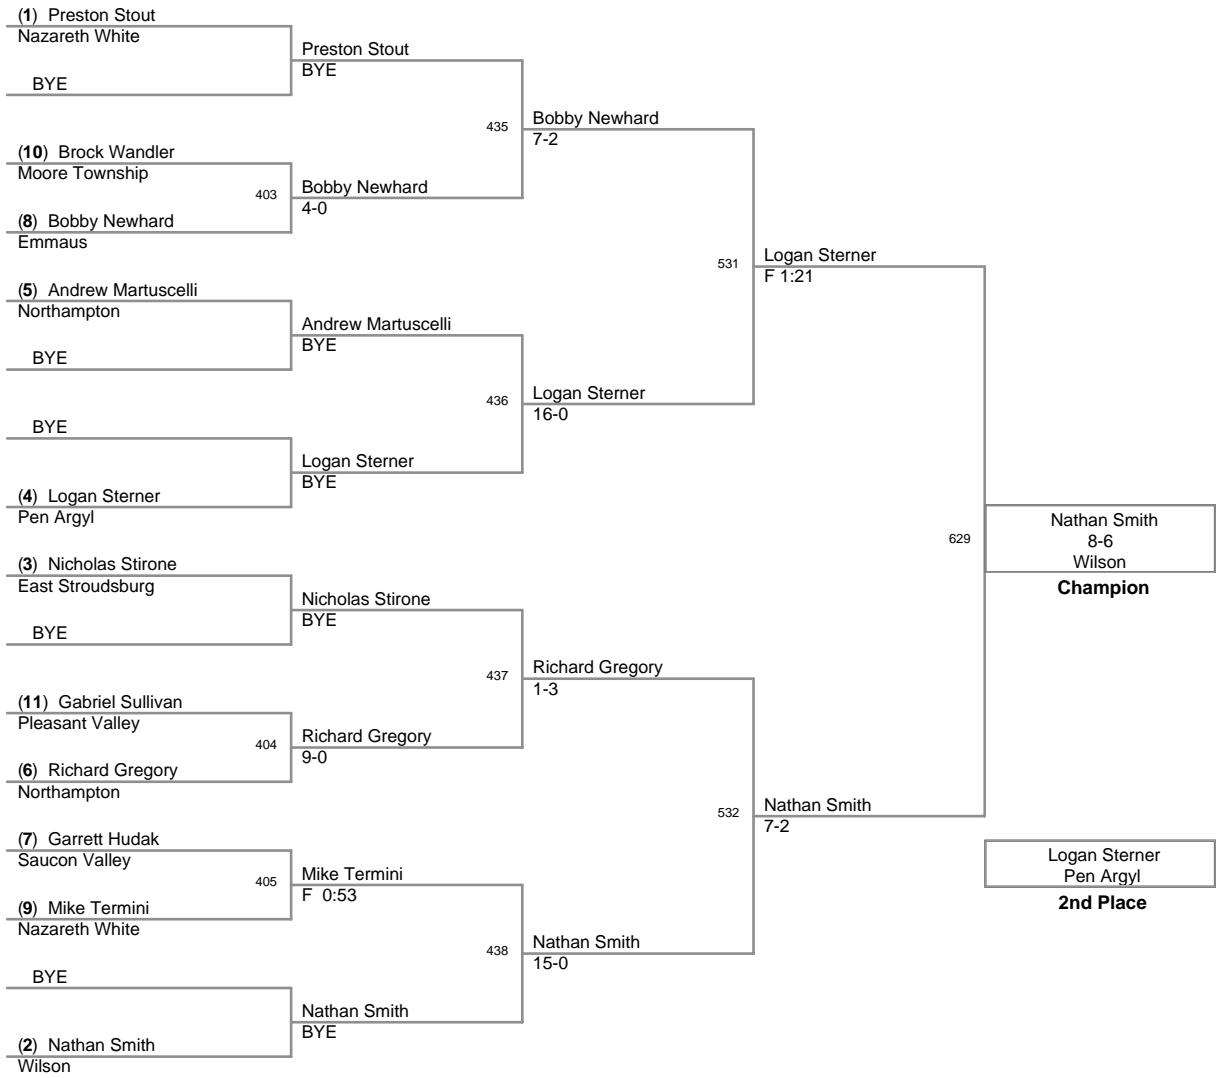 (1) Preston Stout
Nazareth White
BYE
(10) Brock Wandler
Moore Township
403
(8) Bobby Newhard
Emmaus
(5) Andrew Martuscelli
Northampton
BYE
BYE
(4) Logan Sterner
Pen Argyl
(3) Nicholas Stirone
East Stroudsburg
BYE
(11) Gabriel Sullivan
Pleasant Valley
404
(6) Richard Gregory
Northampton
(7) Garrett Hudak
Saucon Valley
405
(9) Mike Termini
Nazareth White
BYE
(2) Nathan Smith
Wilson
Preston Stout
BYE
435
Bobby Newhard
4-0
Andrew Martuscelli
BYE
436
Logan Sterner
BYE
Nicholas Stirone
BYE
437
Richard Gregory
9-0
Mike Termini
F 0:53
438
Nathan Smith
BYE
Bobby Newhard
7-2
531
Logan Sterner
16-0
Richard Gregory
1-3
532
Nathan Smith
15-0
Logan Sterner
F 1:21
629
Nathan Smith
7-2
Nathan Smith
8-6
Wilson
Champion
Logan Sterner
Pen Argyl
2nd Place